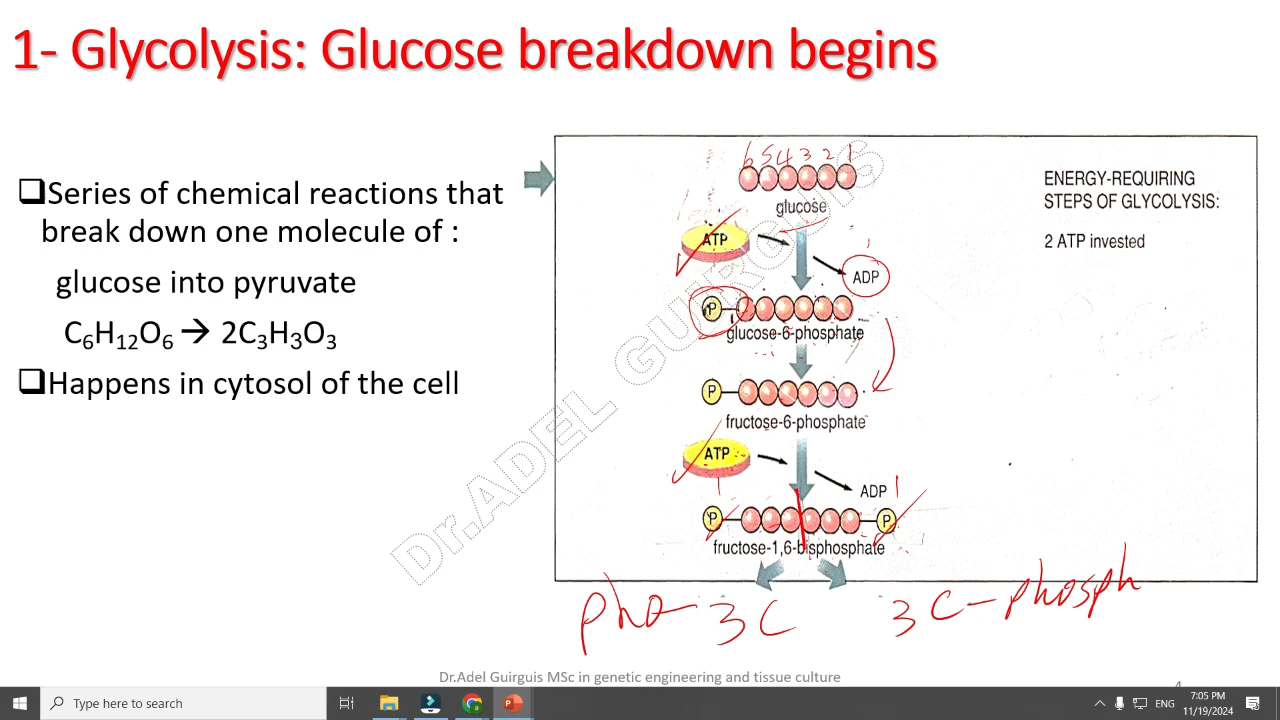 1- Glycolysis: Glucose breakdown begins
❑Series of chemical reactions that
break down one molecule of :
glucose into pyruvate
C₆H₁₂O₆ → 2C₃H₃O₃
❑Happens in cytosol of the cell
6 5 4 3 2 1
glucose
ATP
ADP
P
glucose-6-phosphate
P
fructose-6-phosphate
ATP
ADP
P
P
fructose-1,6-bisphosphate
ENERGY-REQUIRING
STEPS OF GLYCOLYSIS:
2 ATP invested
Dr.ADEL GUIRGUIS
pho- 3C
3C-phosph
Dr.Adel Guirguis MSc in genetic engineering and tissue culture
4
Type here to search
ENG
7:05 PM
11/19/2024